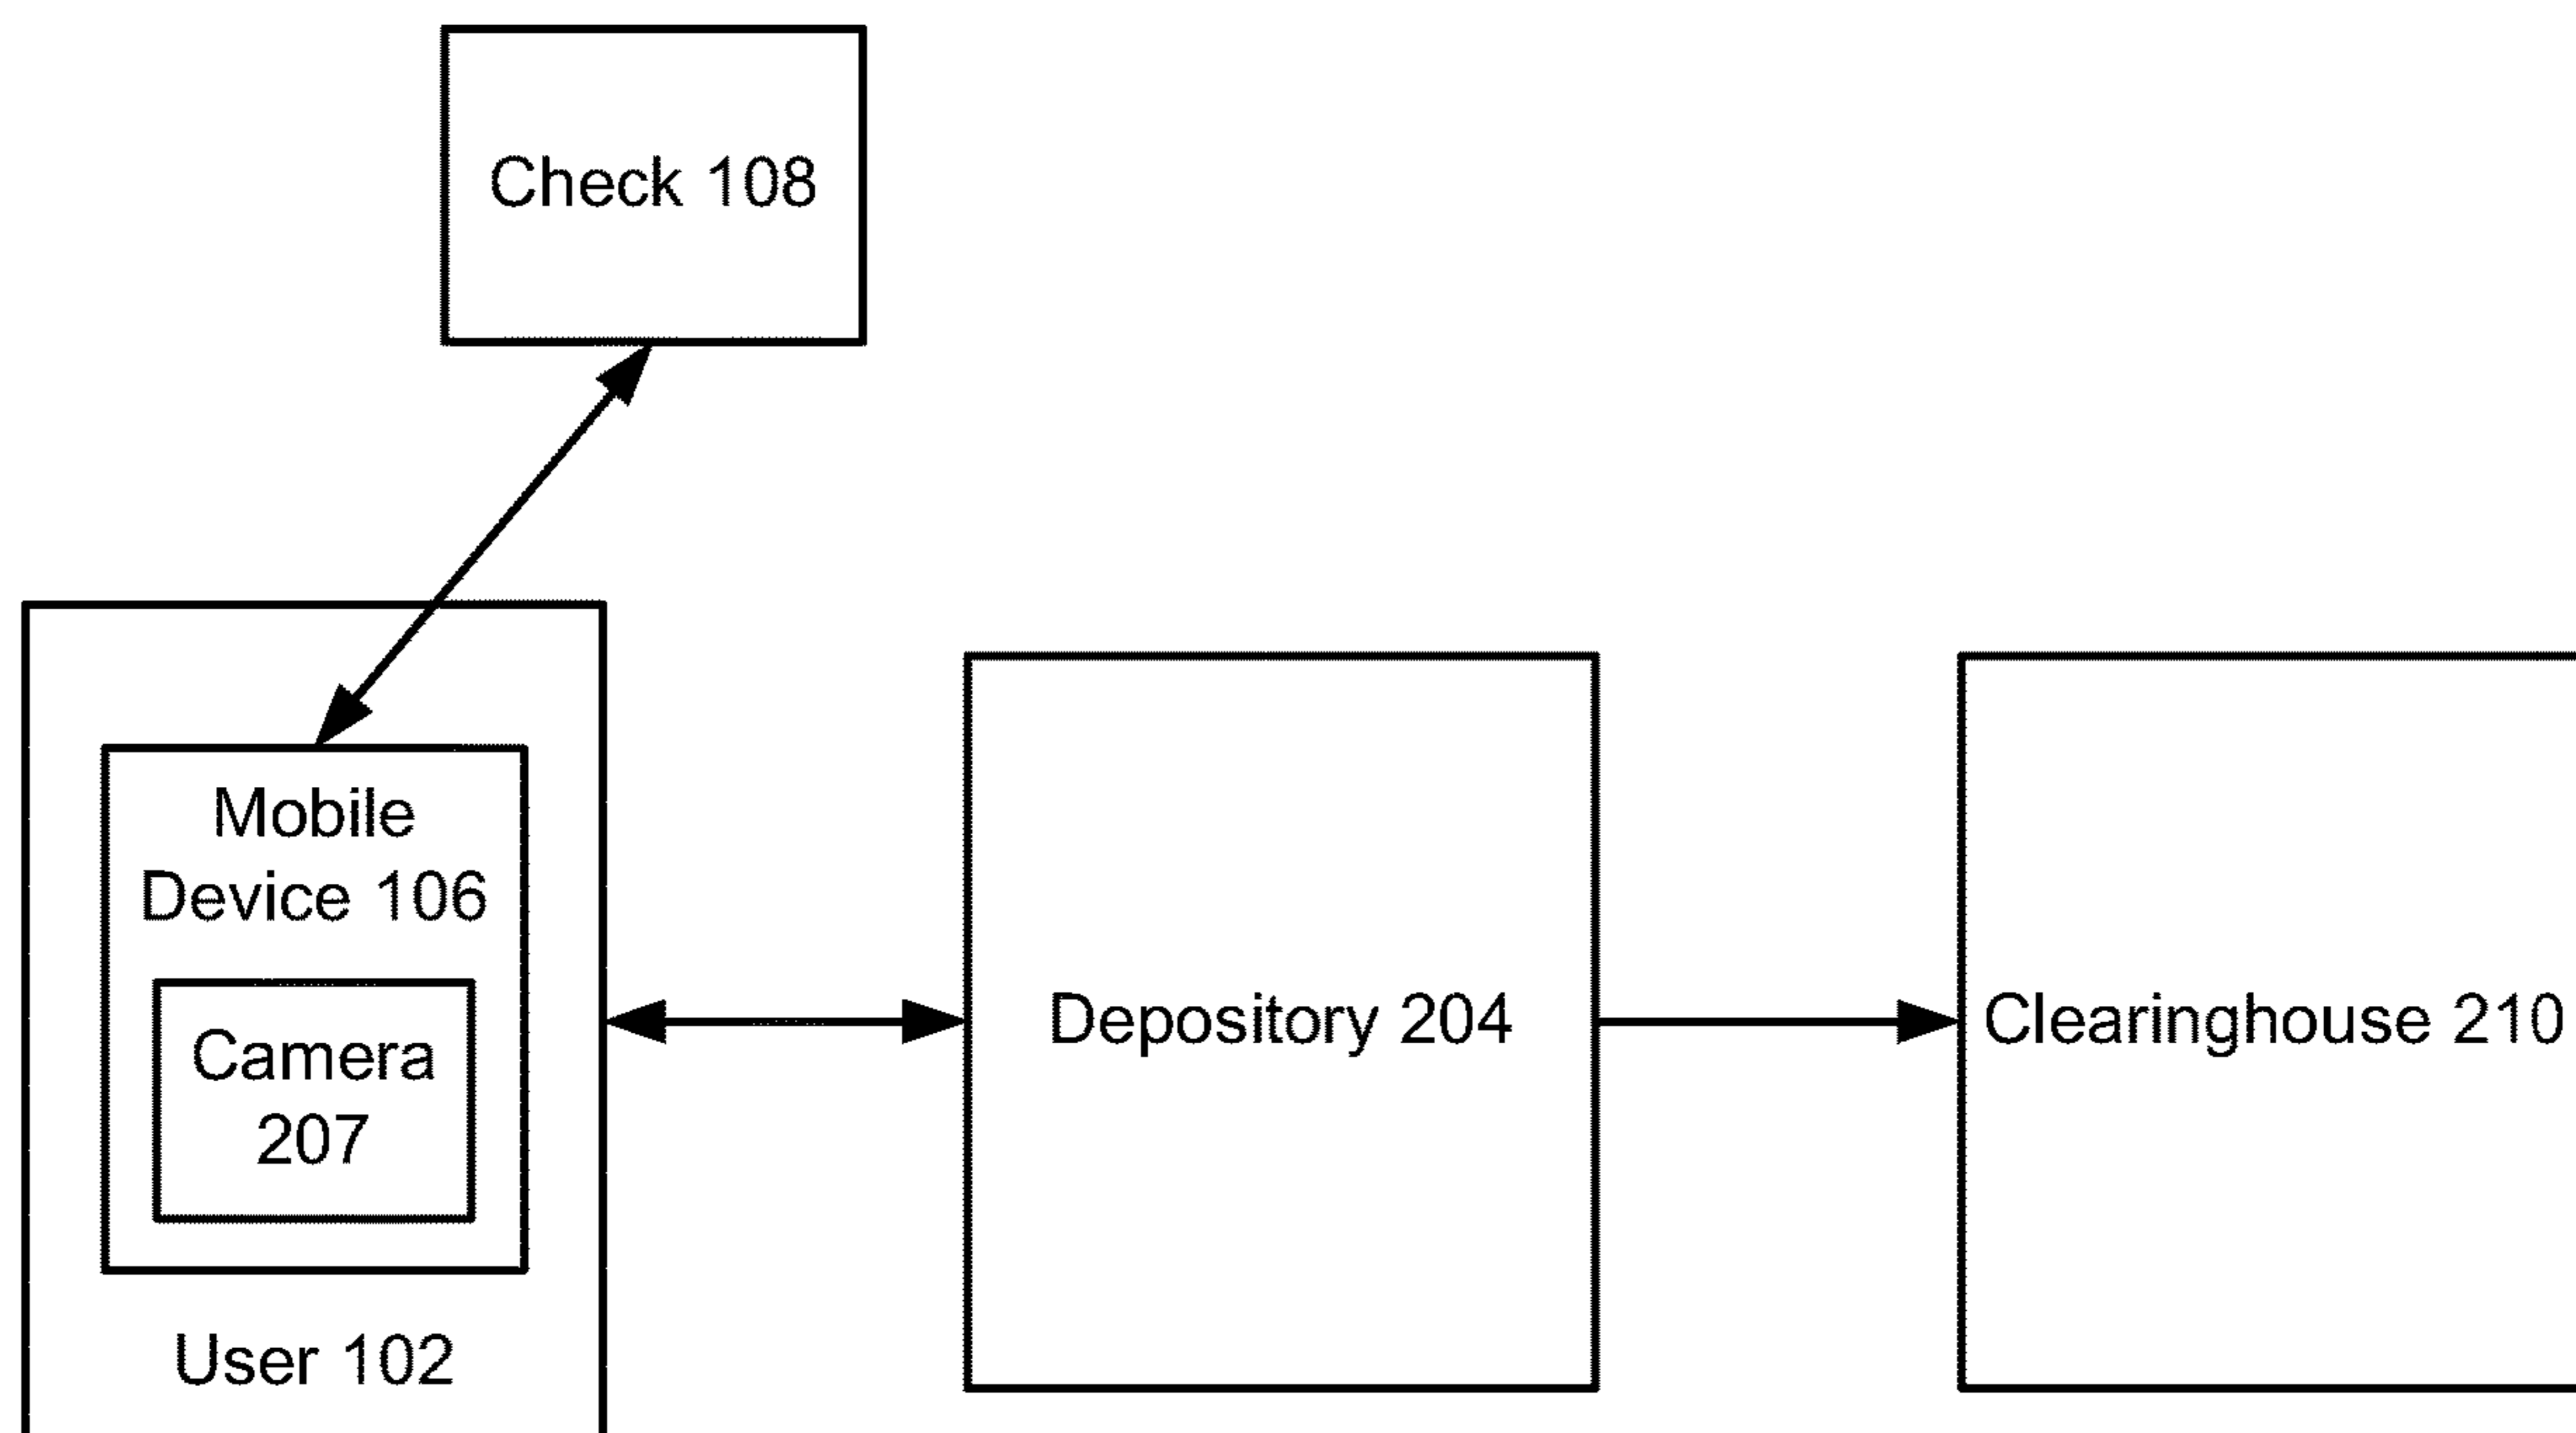 Check 108
Mobile
Device 106
Camera
207
User 102
Depository 204
Clearinghouse 210